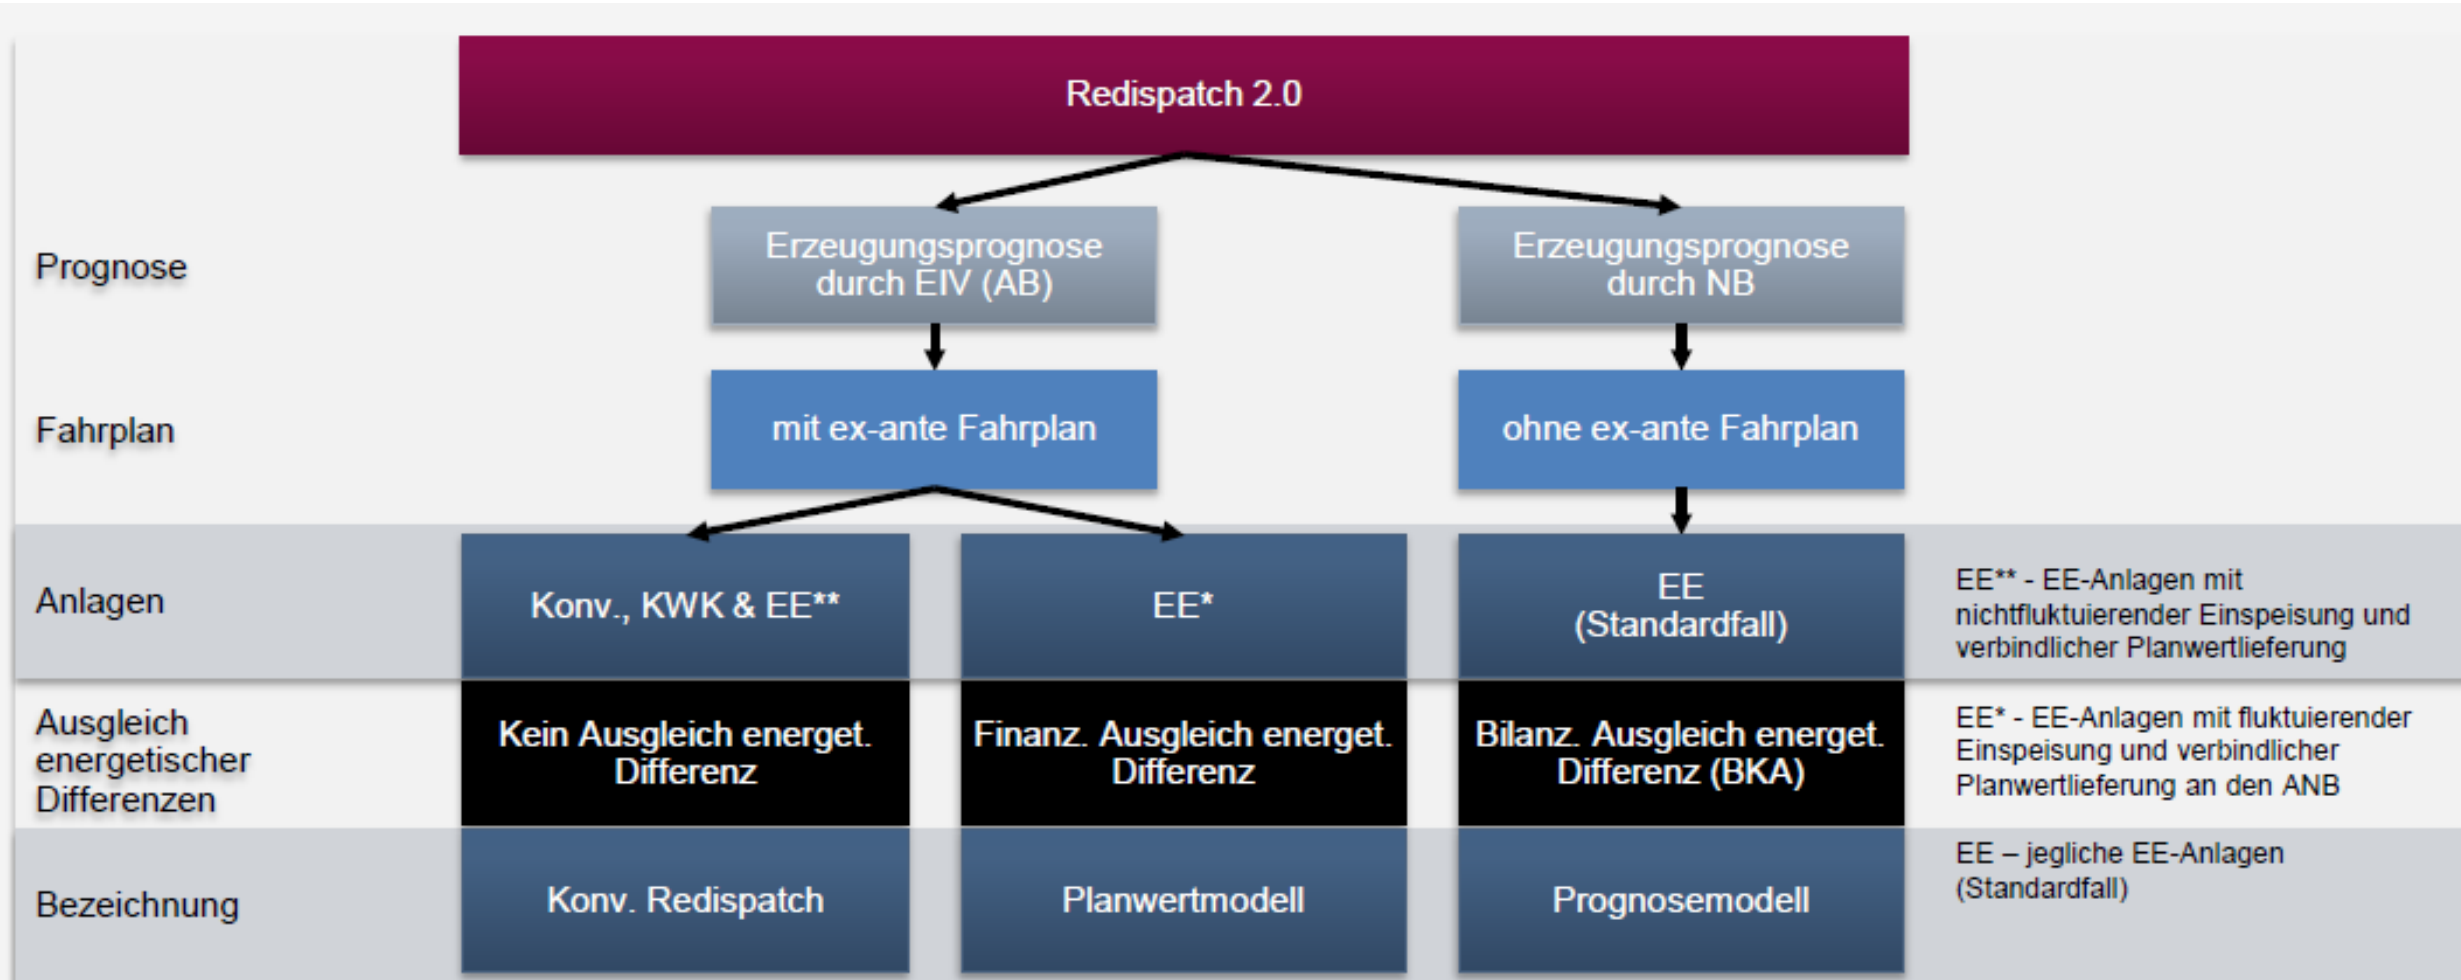 Redispatch 2.0
Prognose
Erzeugungsprognose
durch EIV (AB)
Erzeugungsprognose
durch NB
Fahrplan
mit ex-ante Fahrplan
ohne ex-ante Fahrplan
Anlagen
Konv., KWK & EE**
EE*
EE
(Standardfall)
EE** - EE-Anlagen mit
nichtfluktuierender Einspeisung und
verbindlicher Planwertlieferung
Ausgleich
energetischer
Differenzen
Kein Ausgleich energet.
Differenz
Finanz. Ausgleich energet.
Differenz
Bilanz. Ausgleich energet.
Differenz (BKA)
EE* - EE-Anlagen mit fluktuierender
Einspeisung und verbindlicher
Planwertlieferung an den ANB
Bezeichnung
Konv. Redispatch
Planwertmodell
Prognosemodell
EE – jegliche EE-Anlagen
(Standardfall)